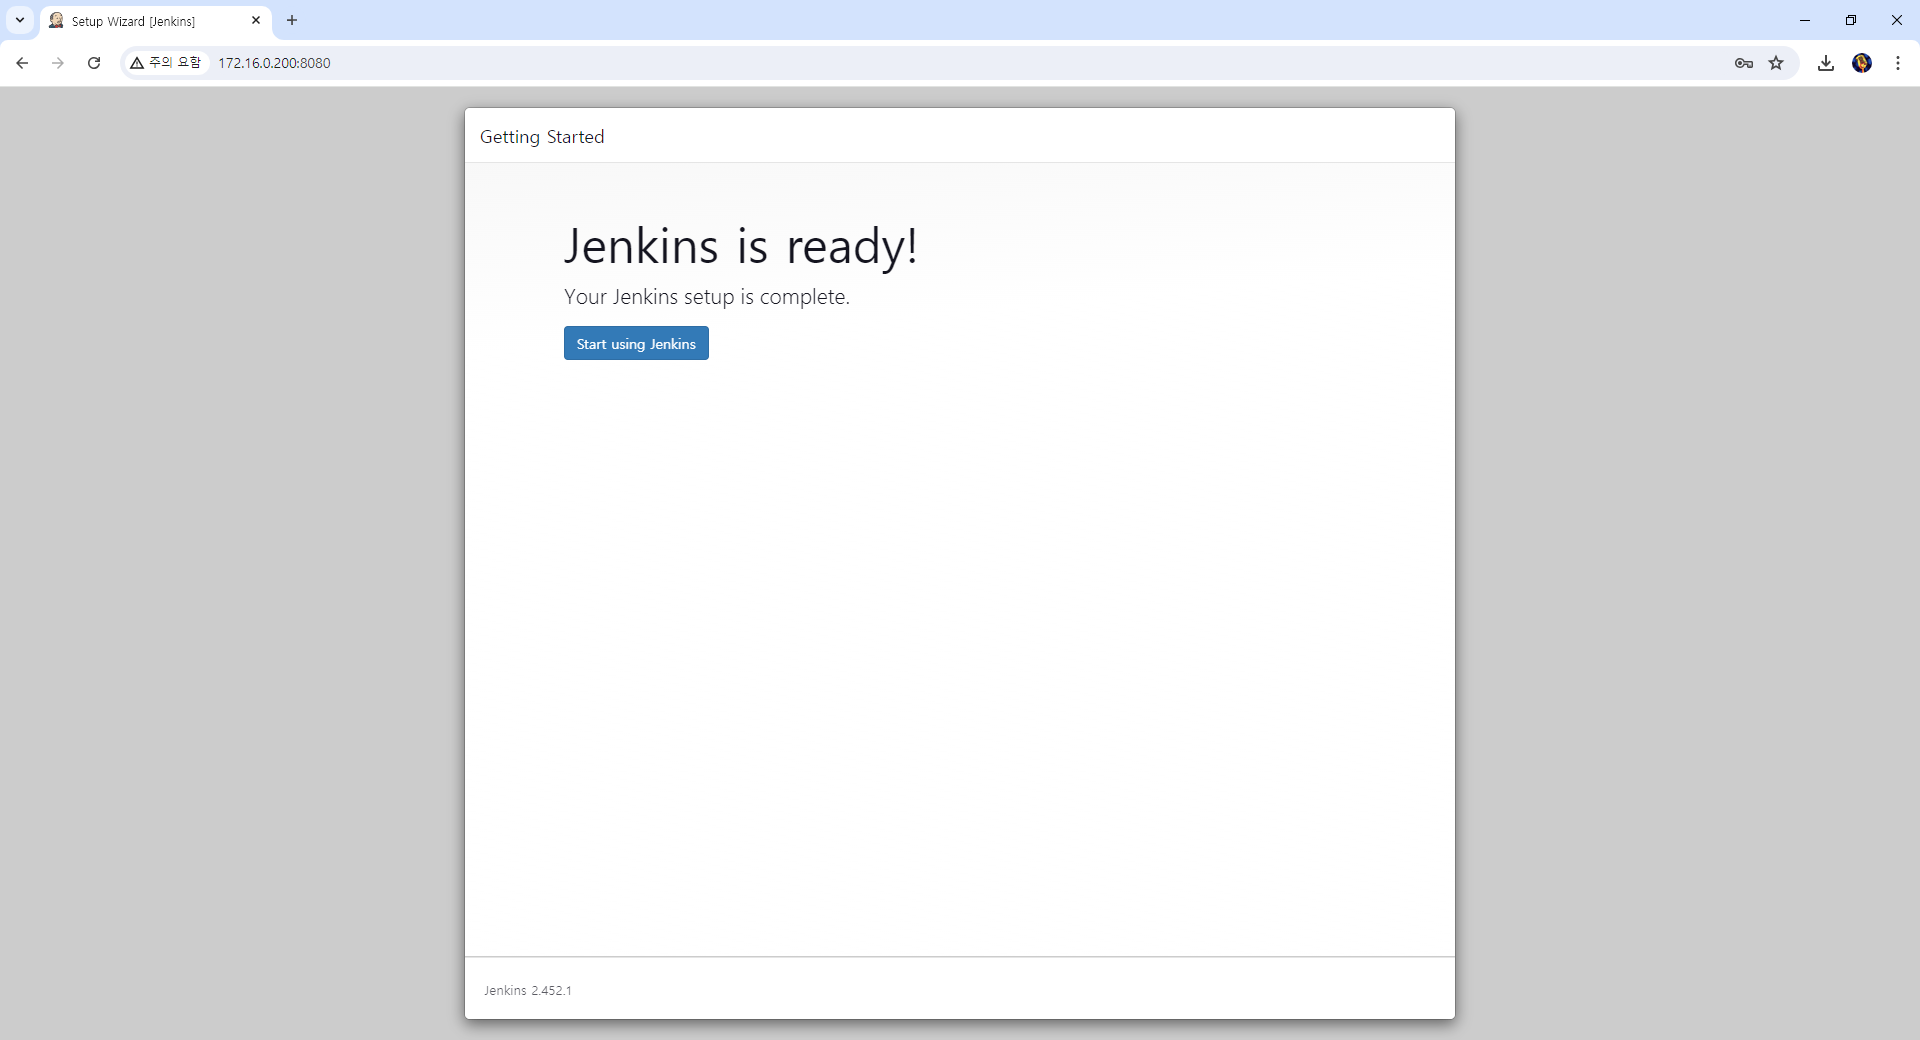 Setup Wizard [Jenkins]
주의 요함
172.16.0.200:8080
Getting Started
Jenkins is ready!
Your Jenkins setup is complete.
Start using Jenkins
Jenkins 2.452.1